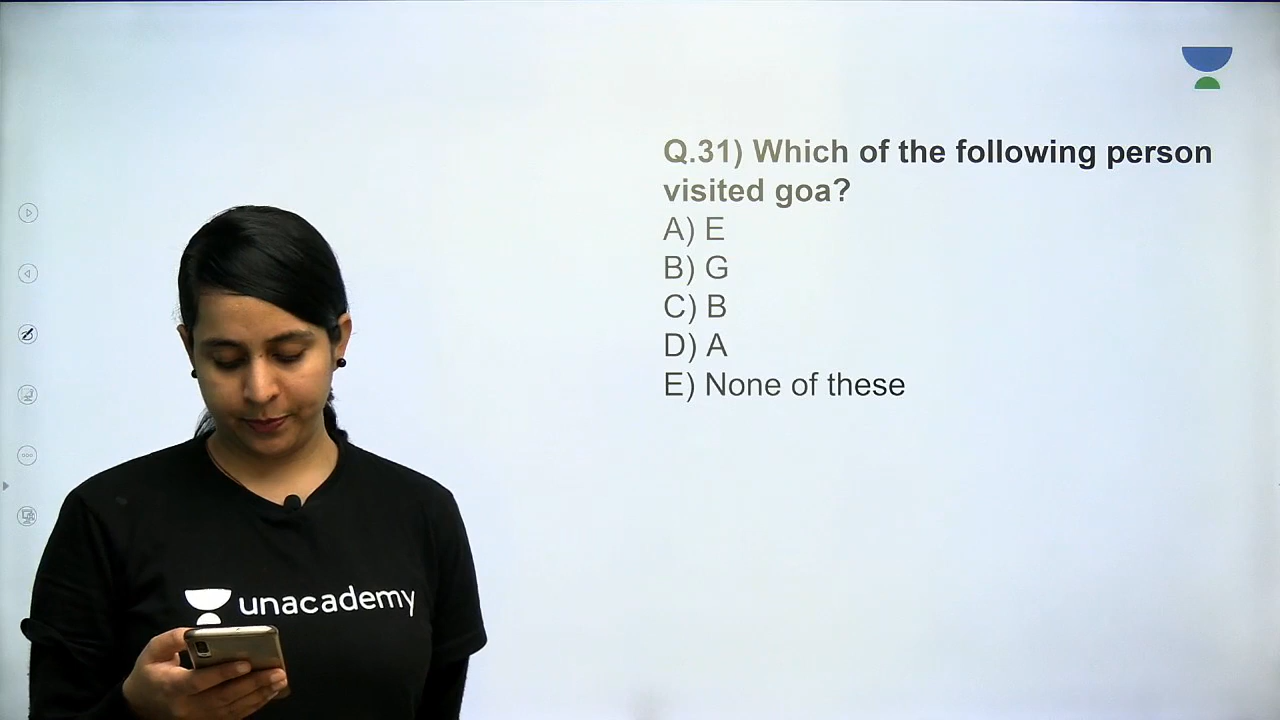 Q.31) Which of the following person
visited goa?
A) E
B) G
C) B
D) A
E) None of these
unacademy